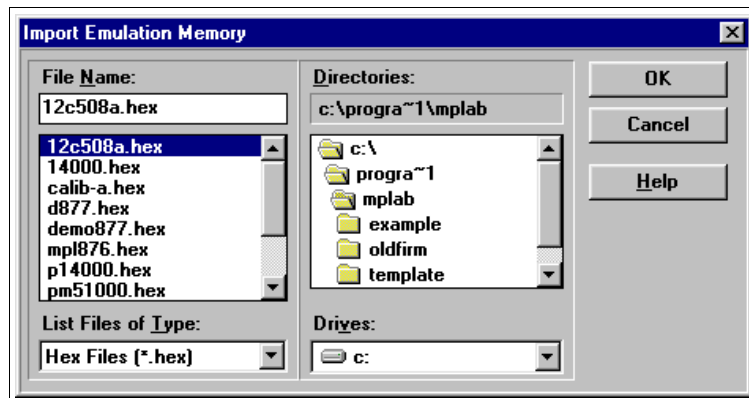 Import Emulation Memory
File Name:
12c508a.hex
12c508a.hex
14000.hex
calib-a.hex
d877.hex
demo877.hex
mpl876.hex
p14000.hex
pm51000.hex
List Files of Type:
Hex Files (*.hex)
Directories:
c:\progra~1\mplab
c:\
progra~1
mplab
example
oldfirm
template
Drives:
c:
OK
Cancel
Help